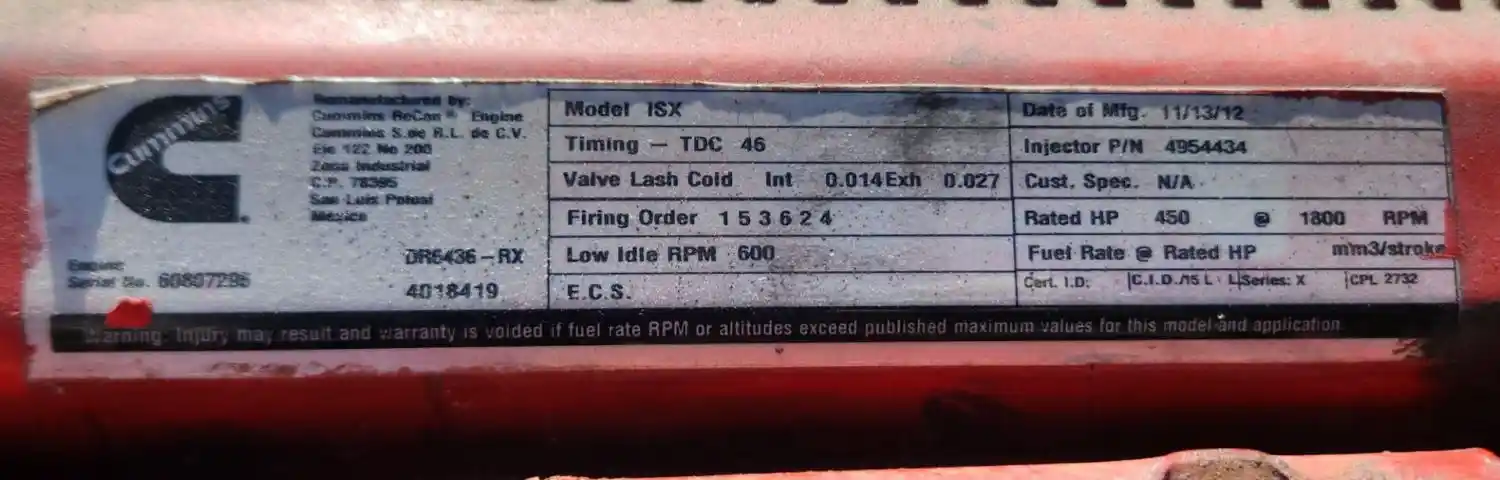 Cummins
Remanufactured by:
Cummins ReCon® Engine
Cummins S.de R.L. de C.V.
Eje 122 No 200
Zona Industrial
C.P. 78395
San Luis Potosi
Mexico
Engine
Serial No. 60807295
DR6436-RX
4018419
Model ISX
Timing — TDC 46
Valve Lash Cold Int 0.014 Exh 0.027
Firing Order 1 5 3 6 2 4
Low Idle RPM 600
E.C.S.
Date of Mfg. 11/13/12
Injector P/N 4954434
Cust. Spec. N/A
Rated HP 450 @ 1800 RPM
Fuel Rate @ Rated HP mm3/stroke
Cert. I.D: C.I.D./15 L L Series: X CPL 2732
Warning: Injury may result and warranty is voided if fuel rate RPM or altitudes exceed published maximum values for this model and application